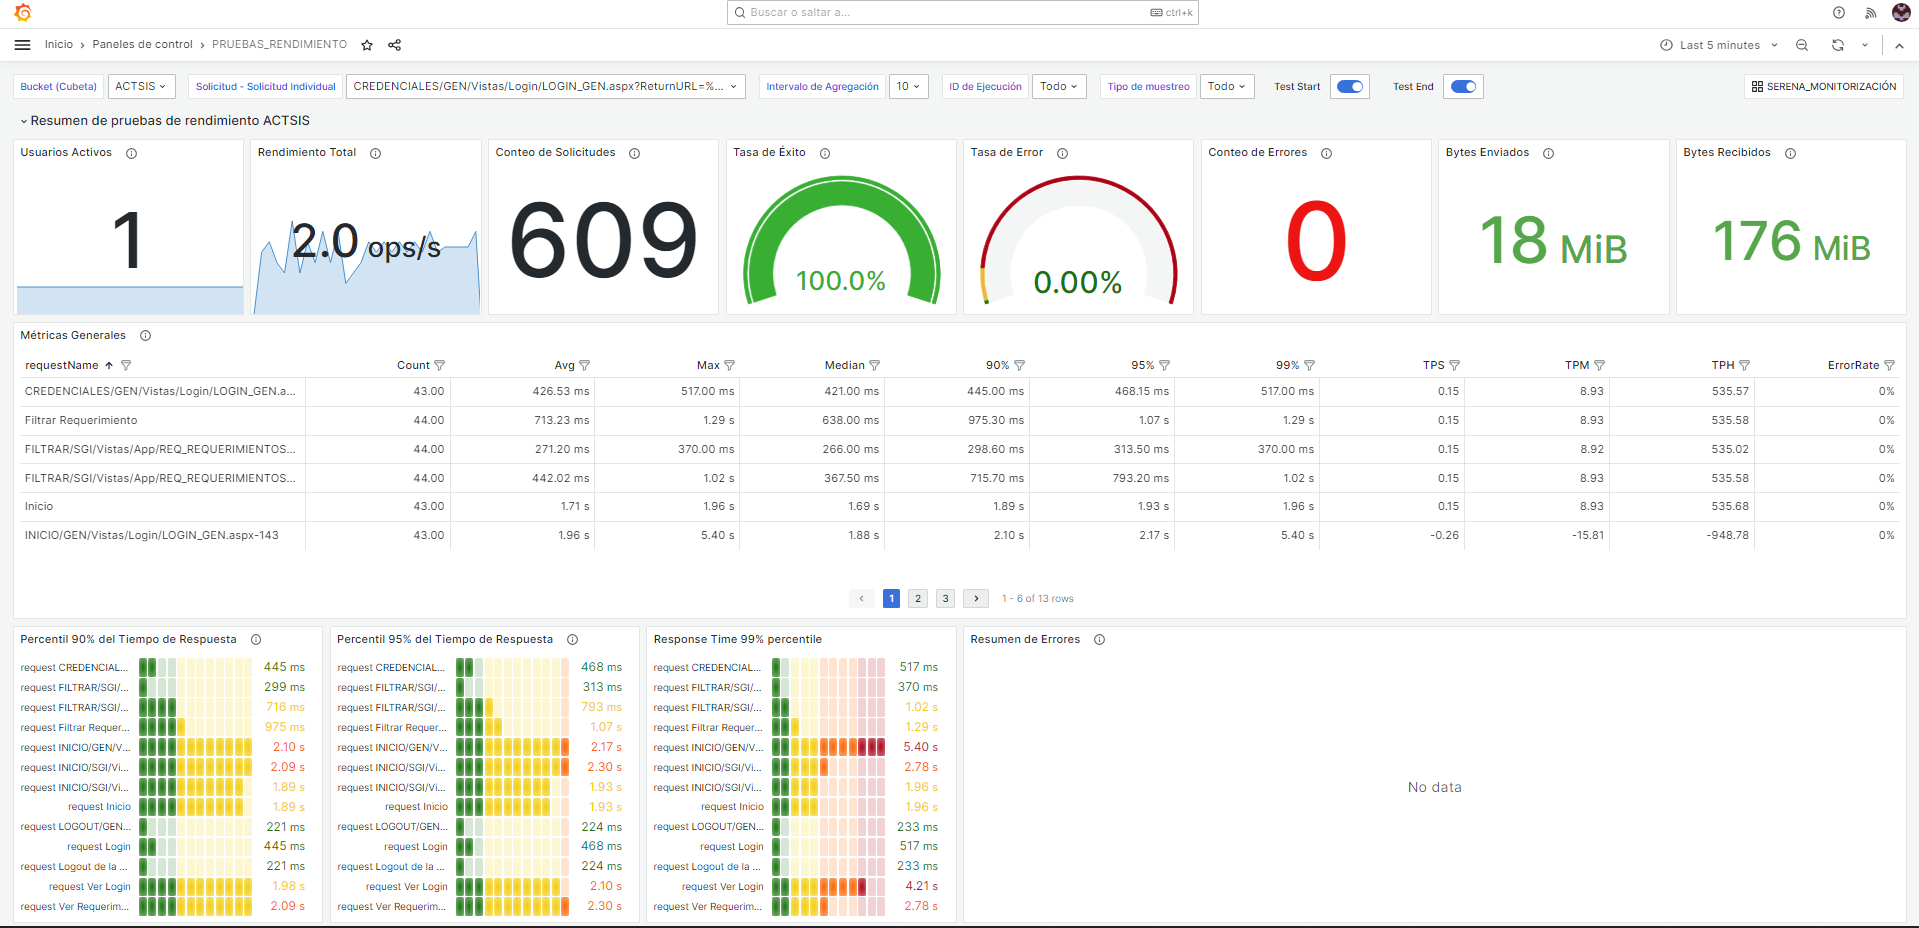 Buscar o saltar a...
ctrl+k
Inicio › Paneles de control › PRUEBAS_RENDIMIENTO
Last 5 minutes
Bucket (Cubeta) ACTSIS Solicitud - Solicitud Individual CREDENCIALES/GEN/Vistas/Login/LOGIN_GEN.aspx?ReturnURL=%... Intervalo de Agregación 10 ID de Ejecución Todo Tipo de muestreo Todo Test Start Test End SERENA_MONITORIZACIÓN
Resumen de pruebas de rendimiento ACTSIS
Usuarios Activos
1
Rendimiento Total
2.0 ops/s
Conteo de Solicitudes
609
Tasa de Éxito
100.0%
Tasa de Error
0.00%
Conteo de Errores
0
Bytes Enviados
18 MiB
Bytes Recibidos
176 MiB
Métricas Generales
requestName Count Avg Max Median 90% 95% 99% TPS TPM TPH ErrorRate
CREDENCIALES/GEN/Vistas/Login/LOGIN_GEN.a... 43.00 426.53 ms 517.00 ms 421.00 ms 445.00 ms 468.15 ms 517.00 ms 0.15 8.93 535.57 0%
Filtrar Requerimiento 44.00 713.23 ms 1.29 s 638.00 ms 975.30 ms 1.07 s 1.29 s 0.15 8.93 535.58 0%
FILTRAR/SGI/Vistas/App/REQ_REQUERIMIENTOS... 44.00 271.20 ms 370.00 ms 266.00 ms 298.60 ms 313.50 ms 370.00 ms 0.15 8.92 535.02 0%
FILTRAR/SGI/Vistas/App/REQ_REQUERIMIENTOS... 44.00 442.02 ms 1.02 s 367.50 ms 715.70 ms 793.20 ms 1.02 s 0.15 8.93 535.58 0%
Inicio 43.00 1.71 s 1.96 s 1.69 s 1.89 s 1.93 s 1.96 s 0.15 8.93 535.68 0%
INICIO/GEN/Vistas/Login/LOGIN_GEN.aspx-143 43.00 1.96 s 5.40 s 1.88 s 2.10 s 2.17 s 5.40 s -0.26 -15.81 -948.78 0%
1 2 3 1 - 6 of 13 rows
Percentil 90% del Tiempo de Respuesta
request CREDENCIAL... 445 ms
request FILTRAR/SGI/... 299 ms
request FILTRAR/SGI/... 716 ms
request Filtrar Requer... 975 ms
request INICIO/GEN/V... 2.10 s
request INICIO/SGI/Vi... 2.09 s
request INICIO/SGI/Vi... 1.89 s
request Inicio 1.89 s
request LOGOUT/GEN... 221 ms
request Login 445 ms
request Logout de la ... 221 ms
request Ver Login 1.98 s
request Ver Requerim... 2.09 s
Percentil 95% del Tiempo de Respuesta
request CREDENCIAL... 468 ms
request FILTRAR/SGI/... 313 ms
request FILTRAR/SGI/... 793 ms
request Filtrar Requer... 1.07 s
request INICIO/GEN/V... 2.17 s
request INICIO/SGI/Vi... 2.30 s
request INICIO/SGI/Vi... 1.93 s
request Inicio 1.93 s
request LOGOUT/GEN... 224 ms
request Login 468 ms
request Logout de la ... 224 ms
request Ver Login 2.10 s
request Ver Requerim... 2.30 s
Response Time 99% percentile
request CREDENCIAL... 517 ms
request FILTRAR/SGI/... 370 ms
request FILTRAR/SGI/... 1.02 s
request Filtrar Requer... 1.29 s
request INICIO/GEN/V... 5.40 s
request INICIO/SGI/Vi... 2.78 s
request INICIO/SGI/Vi... 1.96 s
request Inicio 1.96 s
request LOGOUT/GEN... 233 ms
request Login 517 ms
request Logout de la ... 233 ms
request Ver Login 4.21 s
request Ver Requerim... 2.78 s
Resumen de Errores
No data